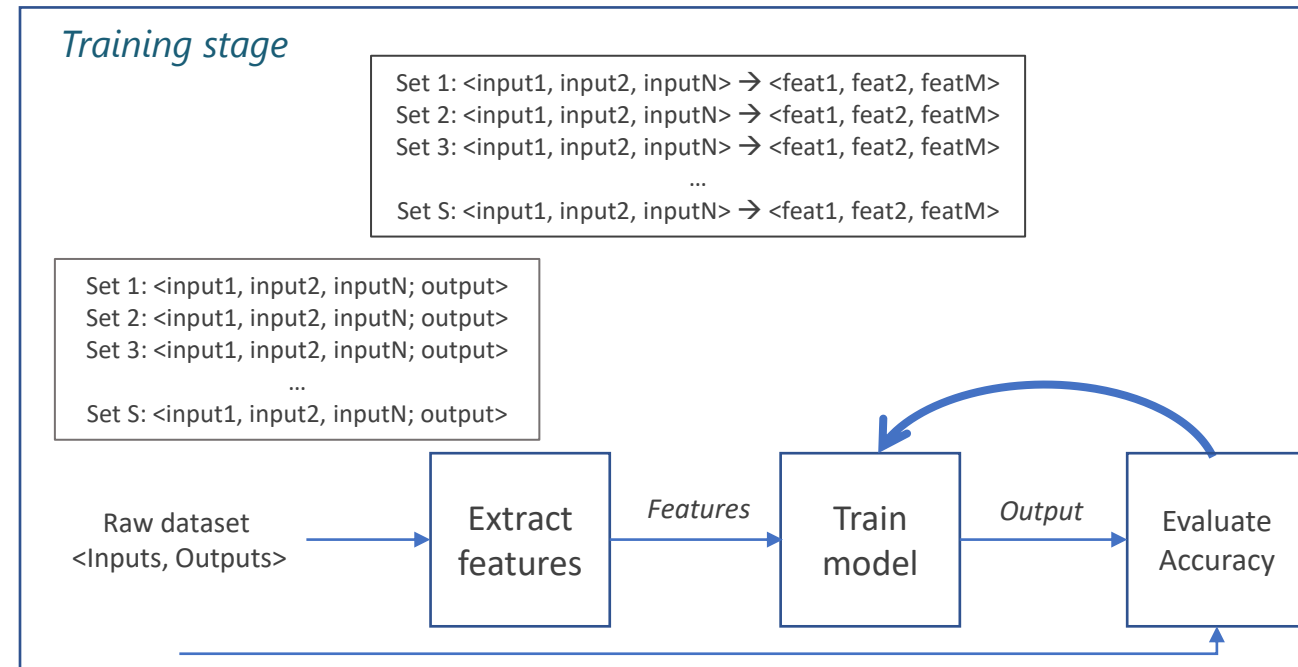 Training stage
Set 1: <input1, input2, inputN> → <feat1, feat2, featM>
Set 2: <input1, input2, inputN> → <feat1, feat2, featM>
Set 3: <input1, input2, inputN> → <feat1, feat2, featM>
…
Set S: <input1, input2, inputN> → <feat1, feat2, featM>
Set 1: <input1, input2, inputN; output>
Set 2: <input1, input2, inputN; output>
Set 3: <input1, input2, inputN; output>
…
Set S: <input1, input2, inputN; output>
Raw dataset
<Inputs, Outputs>
Extract
features
Features
Train
model
Output
Evaluate
Accuracy